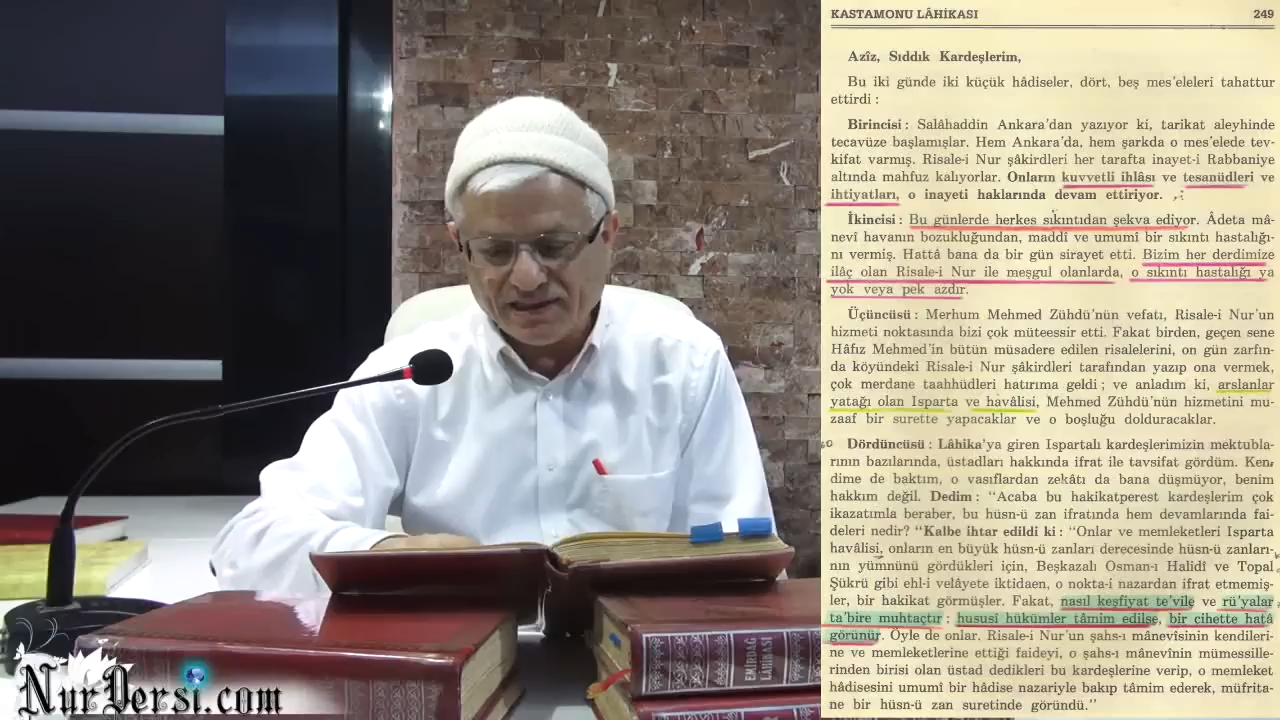 KASTAMONU LÂHİKASI 249
Azîz, Sıddık Kardeşlerim,
Bu iki günde iki küçük hâdiseler, dört, beş mes'eleleri tahattur
ettirdi :
Birincisi : Salâhaddin Ankara'dan yazıyor ki, tarikat aleyhinde
tecavüze başlamışlar. Hem Ankara'da, hem şarkda o mes'elede tev-
kifat varmış. Risale-i Nur şâkirdleri her tarafta inayet-i Rabbaniye
altında mahfuz kalıyorlar. Onların kuvvetli ihlâsı ve tesanüdleri ve
ihtiyatları, o inayeti haklarında devam ettiriyor.
İkincisi : Bu günlerde herkes sıkıntıdan şekva ediyor. Âdeta mâ-
nevî havanın bozukluğundan, maddî ve umumî bir sıkıntı hastalığı-
nı vermiş. Hattâ bana da bir gün sirayet etti. Bizim her derdimize
ilâç olan Risale-i Nur ile meşgul olanlarda, o sıkıntı hastalığı ya
yok veya pek azdır.
Üçüncüsü : Merhum Mehmed Zühdü'nün vefatı, Risale-i Nur'un
hizmeti noktasında bizi çok müteessir etti. Fakat birden, geçen sene
Hâfız Mehmed'in bütün müsadere edilen risalelerini, on gün zarfın-
da köyündeki Risale-i Nur şâkirdleri tarafından yazıp ona vermek,
çok merdane taahhüdleri hatırıma geldi ; ve anladım ki, arslanlar
yatağı olan Isparta ve havâlisi, Mehmed Zühdü'nün hizmetini mu-
zaaf bir surette yapacaklar ve o boşluğu dolduracaklar.
Dördüncüsü : Lâhika'ya giren Ispartalı kardeşlerimizin mektubla-
rının bazılarında, üstadları hakkında ifrat ile tavsifat gördüm. Ken-
dime de baktım, o vasıflardan zekâtı da bana düşmüyor, benim
hakkım değil. Dedim : "Acaba bu hakikatperest kardeşlerim çok
ikazatımla beraber, bu hüsn-ü zan ifratında hem devamlarında fai-
deleri nedir? "Kalbe ihtar edildi ki : "Onlar ve memleketleri Isparta
havâlisi, onların en büyük hüsn-ü zanları derecesinde hüsn-ü zanları-
nın yümnünü gördükleri için, Beşkazalı Osman-ı Halidî ve Topal
Şükrü gibi ehl-i velâyete iktidaen, o nokta-i nazardan ifrat etmemiş-
ler, bir hakikat görmüşler. Fakat, nasıl keşfiyat te'vile ve rü'yalar
ta'bire muhtaçtır ; hususî hükümler tâmim edilse, bir cihette hatâ
görünür. Öyle de onlar. Risale-i Nur'un şahs-ı mânevîsinin kendileri-
ne ve memleketlerine ettiği faideyi, o şahs-ı mânevînin mümessille-
rinden birisi olan üstad dedikleri bu kardeşlerine verip, o memleket
hâdisesini umumî bir hâdise nazariyle bakıp tâmim ederek, müfrita-
ne bir hüsn-ü zan suretinde göründü."
EMİRDAĞ
LÂHİKASI
NurDersi.com